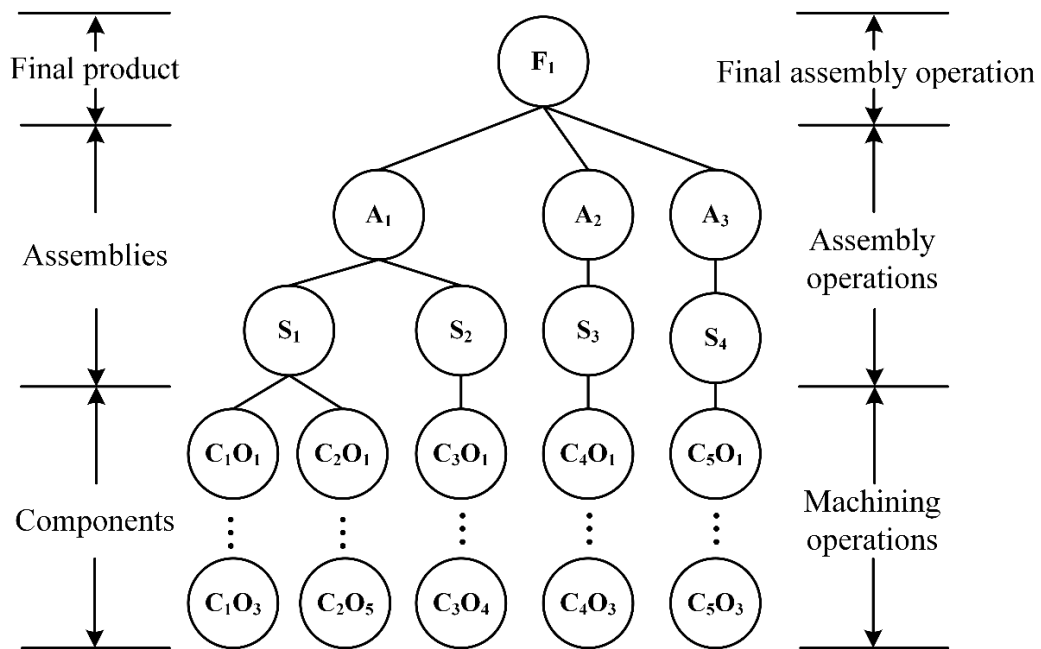 F₁
Final product
Final assembly operation
A₁
A₂
A₃
Assemblies
Assembly
operations
S₁
S₂
S₃
S₄
C₁O₁
C₂O₁
C₃O₁
C₄O₁
C₅O₁
Components
Machining
operations
C₁O₃
C₂O₅
C₃O₄
C₄O₃
C₅O₃